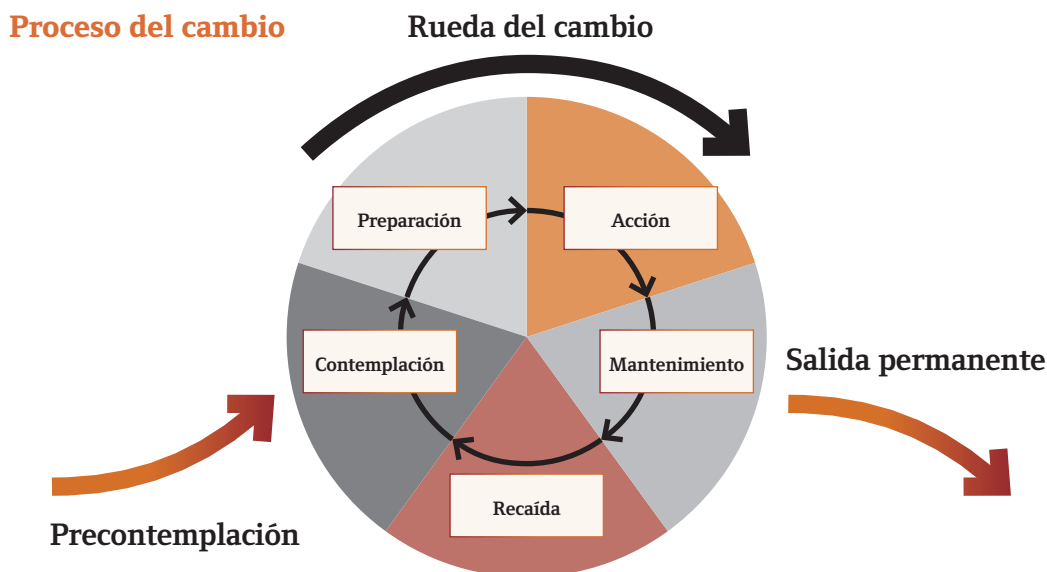 Proceso del cambio
Rueda del cambio
Preparación
Acción
Contemplación
Mantenimiento
Salida permanente
Recaída
Precontemplación